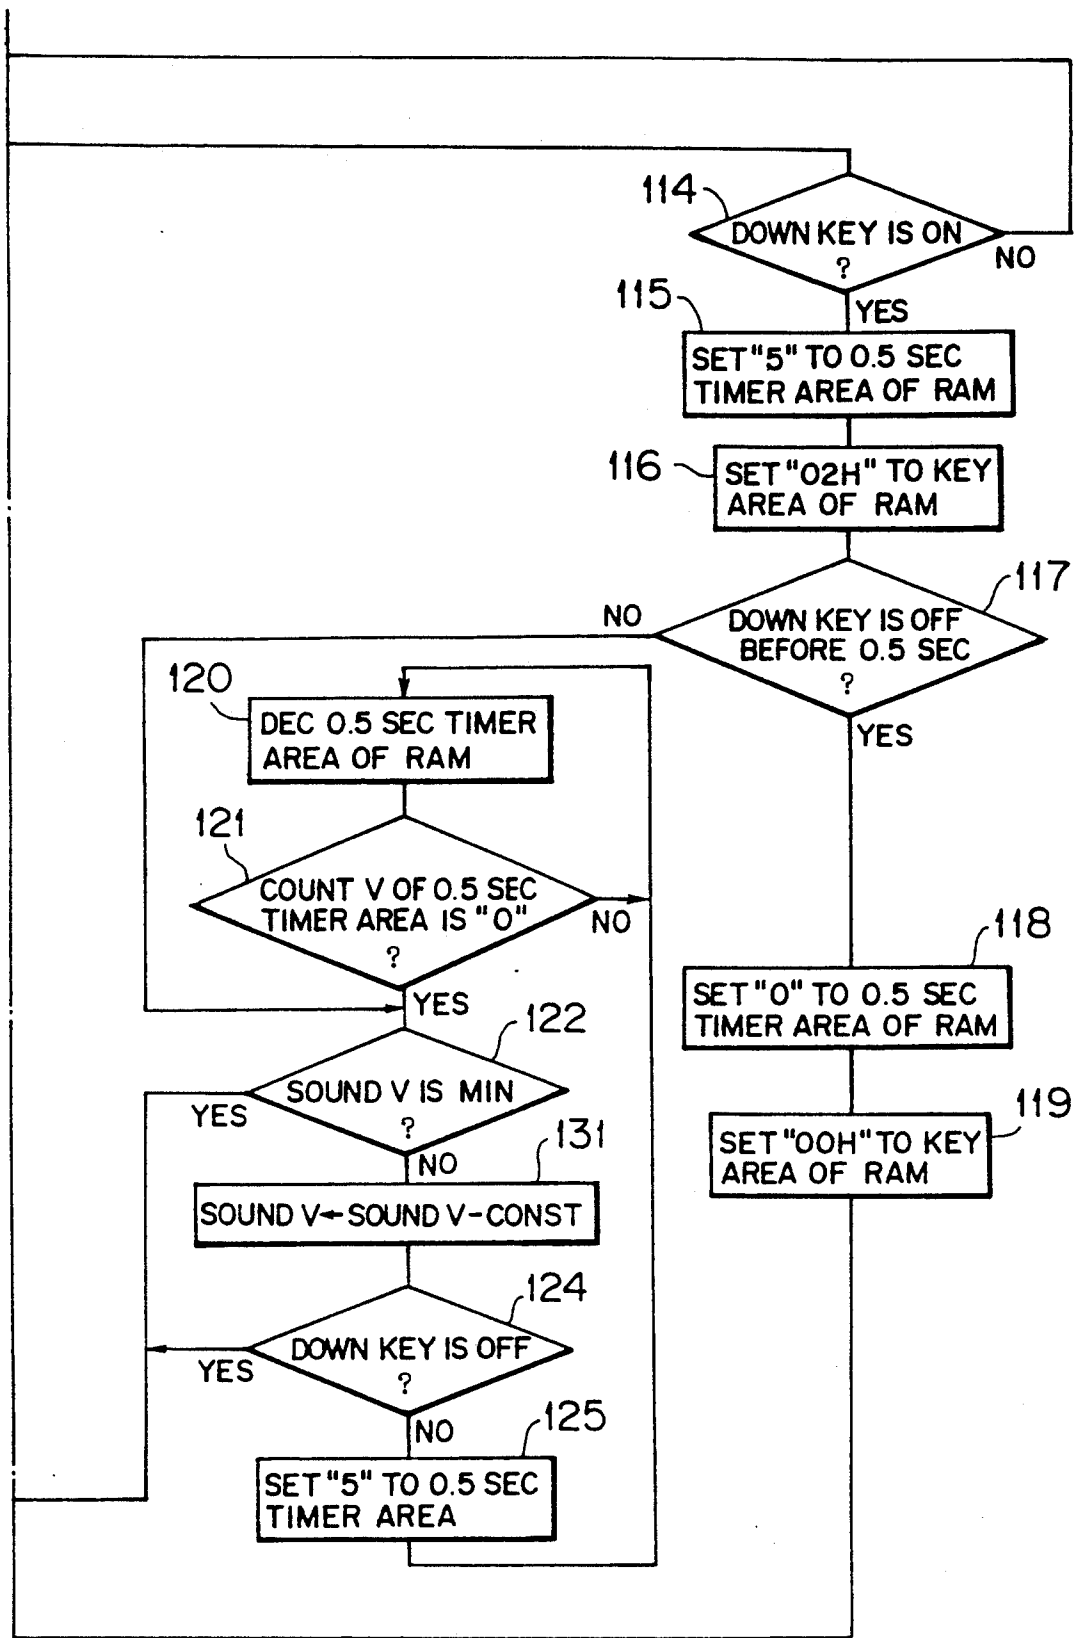 114
DOWN KEY IS ON
?
NO
YES
115
SET "5" TO 0.5 SEC
TIMER AREA OF RAM
116
SET "02H" TO KEY
AREA OF RAM
117
DOWN KEY IS OFF
BEFORE 0.5 SEC
?
NO
YES
120
DEC 0.5 SEC TIMER
AREA OF RAM
121
COUNT V OF 0.5 SEC
TIMER AREA IS "0"
?
NO
YES
118
SET "0" TO 0.5 SEC
TIMER AREA OF RAM
119
SET "00H" TO KEY
AREA OF RAM
122
SOUND V IS MIN
?
YES
NO
131
SOUND V←SOUND V-CONST
124
DOWN KEY IS OFF
?
YES
NO
125
SET "5" TO 0.5 SEC
TIMER AREA